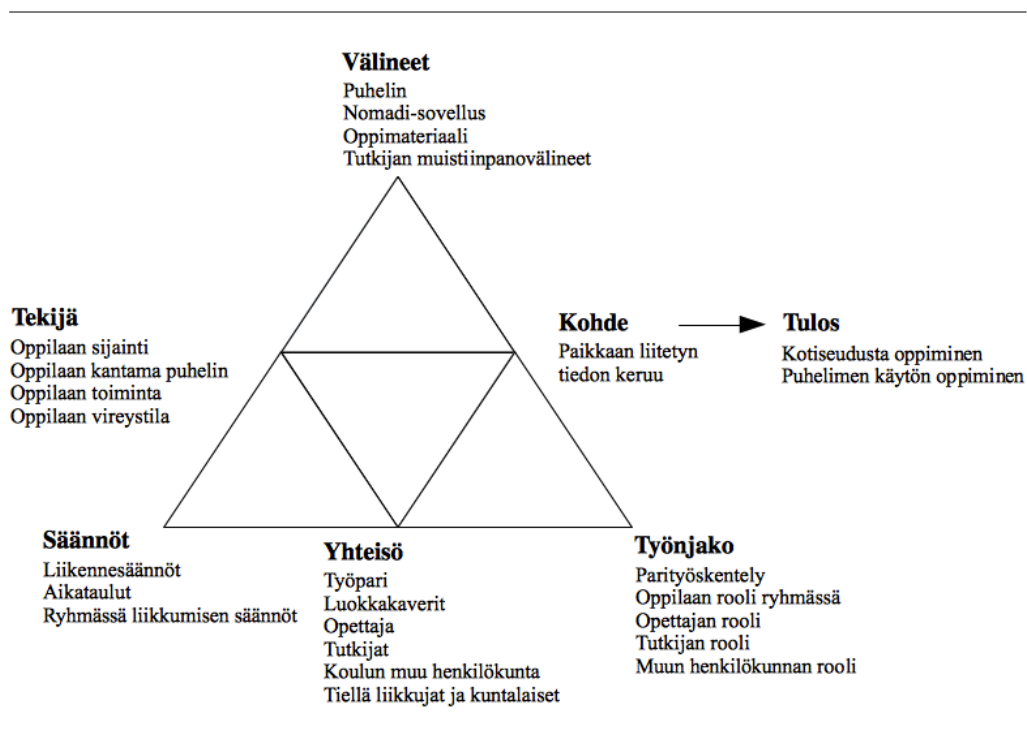 Välineet
Puhelin
Nomadi-sovellus
Oppimateriaali
Tutkijan muistiinpanovälineet
Tekijä
Oppilaan sijainti
Oppilaan kantama puhelin
Oppilaan toiminta
Oppilaan vireystila
Kohde
Paikkaan liitetyn
tiedon keruu
Tulos
Kotiseudusta oppiminen
Puhelimen käytön oppiminen
Säännöt
Liikennesäännöt
Aikataulut
Ryhmässä liikkumisen säännöt
Yhteisö
Työpari
Luokkakaverit
Opettaja
Tutkijat
Koulun muu henkilökunta
Tiellä liikkujat ja kuntalaiset
Työnjako
Parityöskentely
Oppilaan rooli ryhmässä
Opettajan rooli
Tutkijan rooli
Muun henkilökunnan rooli